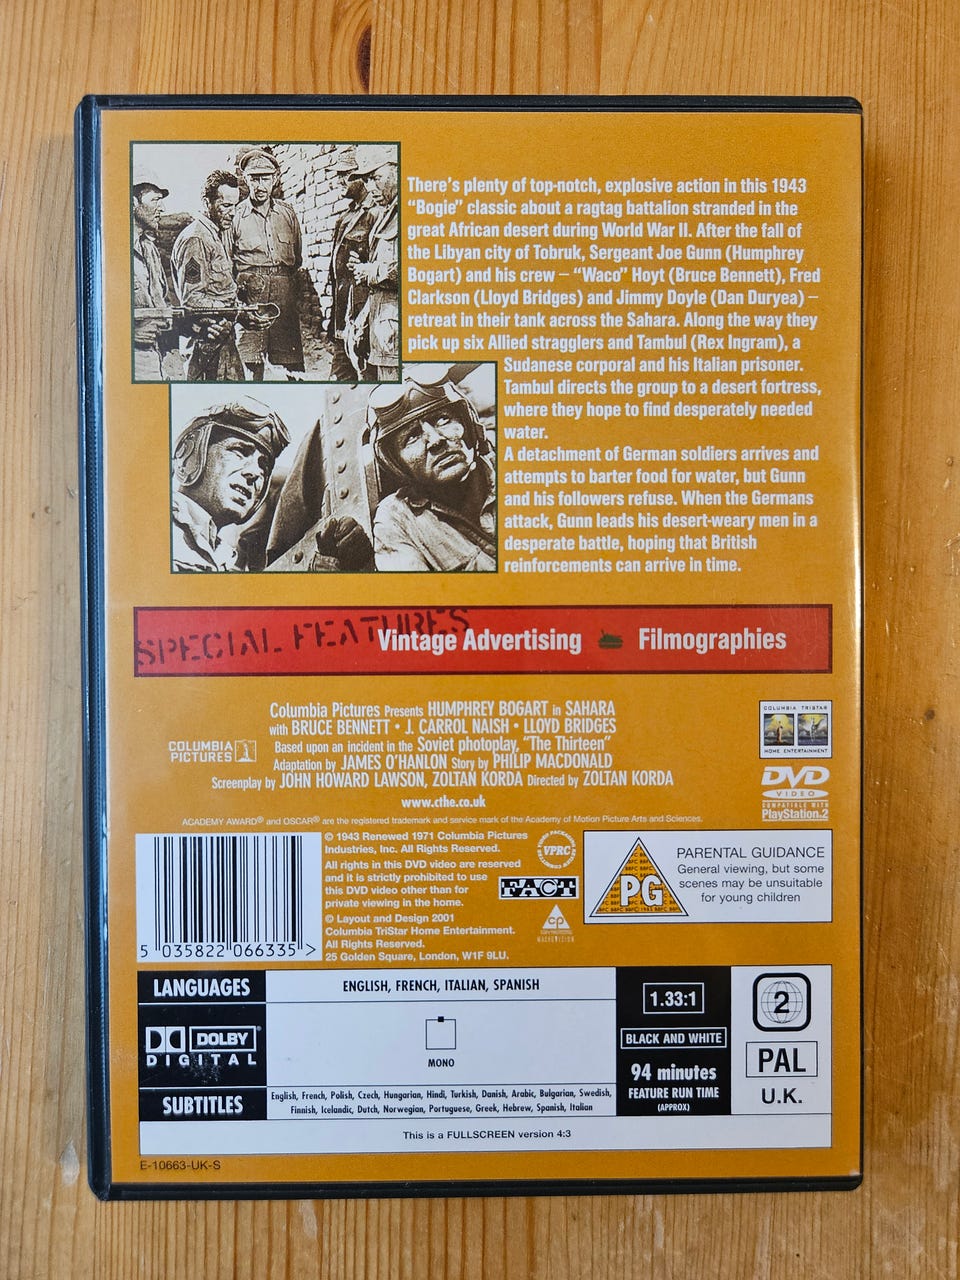 There's plenty of top-notch, explosive action in this 1943
"Bogie" classic about a ragtag battalion stranded in the
great African desert during World War II. After the fall of
the Libyan city of Tobruk, Sergeant Joe Gunn (Humphrey
Bogart) and his crew – "Waco" Hoyt (Bruce Bennett), Fred
Clarkson (Lloyd Bridges) and Jimmy Doyle (Dan Duryea) –
retreat in their tank across the Sahara. Along the way they
pick up six Allied stragglers and Tambul (Rex Ingram), a
Sudanese corporal and his Italian prisoner.
Tambul directs the group to a desert fortress,
where they hope to find desperately needed
water.
A detachment of German soldiers arrives and
attempts to barter food for water, but Gunn
and his followers refuse. When the Germans
attack, Gunn leads his desert-weary men in a
desperate battle, hoping that British
reinforcements can arrive in time.
SPECIAL FEATURES
Vintage Advertising Filmographies
Columbia Pictures Presents HUMPHREY BOGART in SAHARA
with BRUCE BENNETT • J. CARROL NAISH • LLOYD BRIDGES
Based upon an incident in the Soviet photoplay, "The Thirteen"
Adaptation by JAMES O'HANLON Story by PHILIP MACDONALD
Screenplay by JOHN HOWARD LAWSON, ZOLTAN KORDA Directed by ZOLTAN KORDA
www.cthe.co.uk
COLUMBIA
PICTURES
COLUMBIA TRISTAR
HOME ENTERTAINMENT
DVD
VIDEO
COMPATIBLE WITH
PlayStation.2
ACADEMY AWARD® and OSCAR® are the registered trademark and service mark of the Academy of Motion Picture Arts and Sciences.
5 035822 066335 >
© 1943 Renewed 1971 Columbia Pictures
Industries, Inc. All Rights Reserved.
All rights in this DVD video are reserved
and it is strictly prohibited to use
this DVD video other than for
private viewing in the home.
© Layout and Design 2001
Columbia TriStar Home Entertainment.
All Rights Reserved.
25 Golden Square, London, W1F 9LU.
VPRC
FACT
CP
MACROVISION
PG
PARENTAL GUIDANCE
General viewing, but some
scenes may be unsuitable
for young children
LANGUAGES
ENGLISH, FRENCH, ITALIAN, SPANISH
DOLBY
DIGITAL
MONO
SUBTITLES
English, French, Polish, Czech, Hungarian, Hindi, Turkish, Danish, Arabic, Bulgarian, Swedish,
Finnish, Icelandic, Dutch, Norwegian, Portuguese, Greek, Hebrew, Spanish, Italian
1.33:1
BLACK AND WHITE
94 minutes
FEATURE RUN TIME
(APPROX)
2
PAL
U.K.
This is a FULLSCREEN version 4:3
E-10663-UK-S